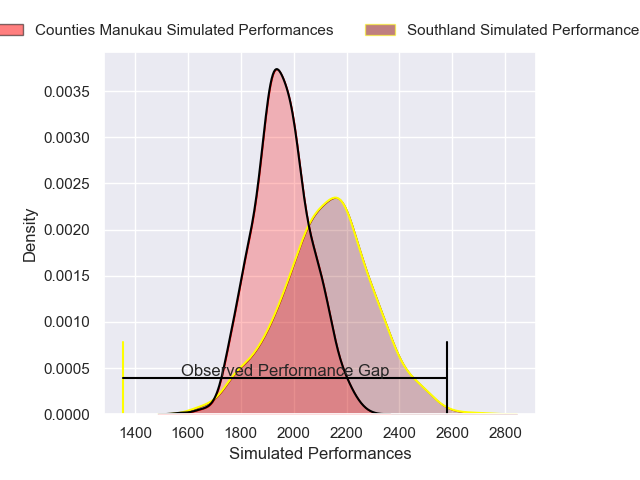 Counties Manukau Simulated Performances
Southland Simulated Performance
0.0035
0.0030
0.0025
0.0020
0.0015
0.0010
0.0005
0.0000
Density
Observed Performance Gap
1400 1600 1800 2000 2200 2400 2600 2800
Simulated Performances